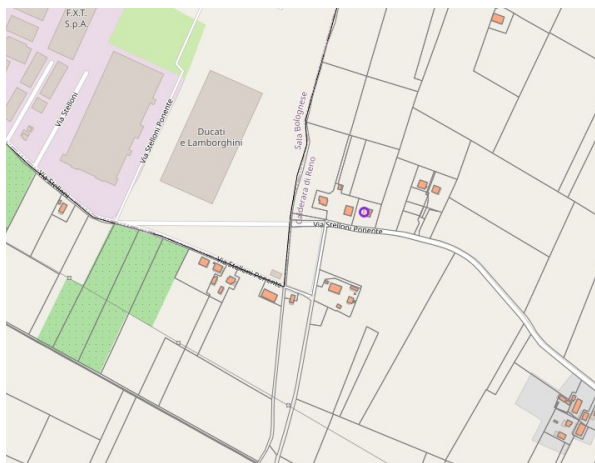 F.X.T.
S.p.A.
Via Stelloni
Via Stelloni Ponente
Ducati
e Lamborghini
Sala Bolognese
Calderara di Reno
Via Stelloni
Via Stelloni Ponente
Via Stelloni Ponente